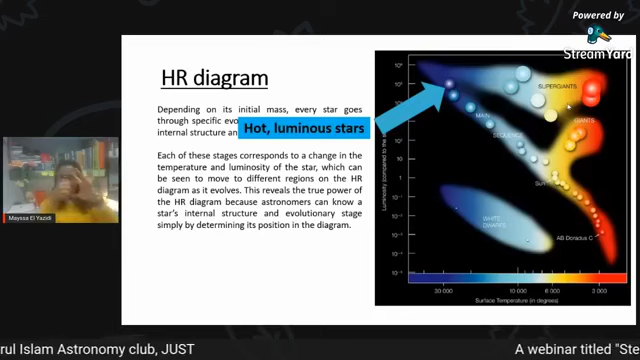 Powered by
StreamYard
HR diagram
Depending on its initial mass, every star goes
through specific
internal structure
Hot, luminous stars
Each of these stages corresponds to a change in the
temperature and luminosity of the star, which can
be seen to move to different regions on the HR
diagram as it evolves. This reveals the true power of
the HR diagram because astronomers can know a
star's internal structure and evolutionary stage
simply by determining its position in the diagram.
SUPERGIANTS
MAIN
GIANTS
SEQUENCE
Sun
WHITE
DWARFS
AB Doradus C
Luminosity (compared to the
30 000
10 000
6 000
3 000
Surface Temperature (in degrees)
Mayssa El Yazidi
rul Islam Astronomy club, JUST
A webinar titled "Ste